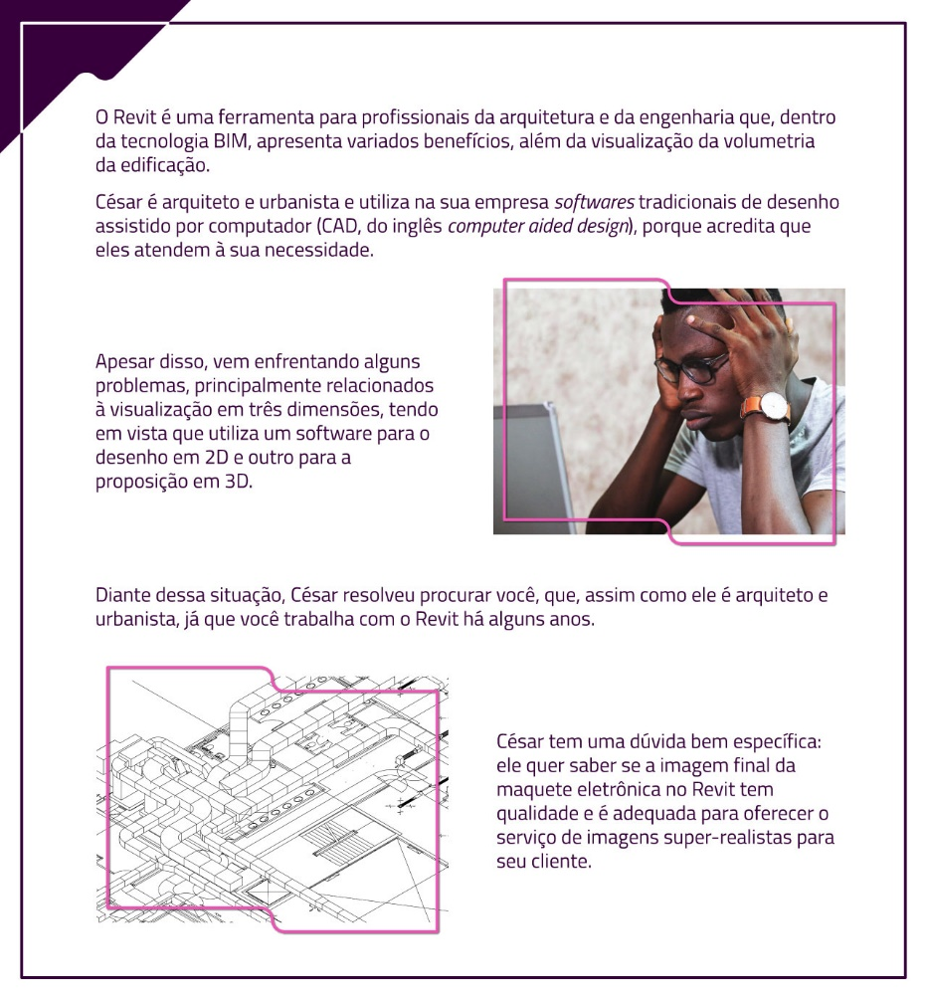 O Revit é uma ferramenta para profissionais da arquitetura e da engenharia que, dentro
da tecnologia BIM, apresenta variados benefícios, além da visualização da volumetria
da edificação.
César é arquiteto e urbanista e utiliza na sua empresa softwares tradicionais de desenho
assistido por computador (CAD, do inglês computer aided design), porque acredita que
eles atendem à sua necessidade.
Apesar disso, vem enfrentando alguns
problemas, principalmente relacionados
à visualização em três dimensões, tendo
em vista que utiliza um software para o
desenho em 2D e outro para a
proposição em 3D.
Diante dessa situação, César resolveu procurar você, que, assim como ele é arquiteto e
urbanista, já que você trabalha com o Revit há alguns anos.
César tem uma dúvida bem específica:
ele quer saber se a imagem final da
maquete eletrônica no Revit tem
qualidade e é adequada para oferecer o
serviço de imagens super-realistas para
seu cliente.